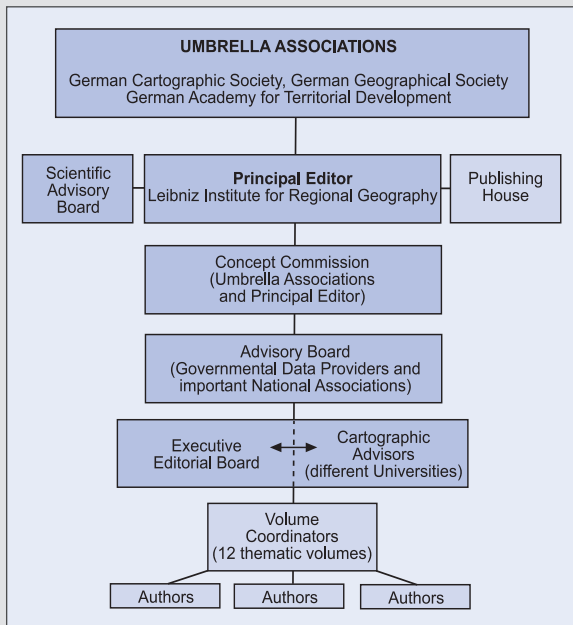 UMBRELLA ASSOCIATIONS
German Cartographic Society, German Geographical Society
German Academy for Territorial Development
Scientific
Advisory
Board
Principal Editor
Leibniz Institute for Regional Geography
Publishing
House
Concept Commission
(Umbrella Associations
and Principal Editor)
Advisory Board
(Governmental Data Providers and
important National Associations)
Executive
Editorial Board
Cartographic
Advisors
(different Universities)
Volume
Coordinators
(12 thematic volumes)
Authors
Authors
Authors